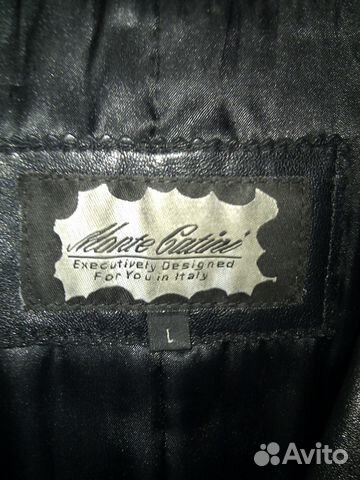 Monte Catini
Executively Designed
For You in Italy
L
Avito